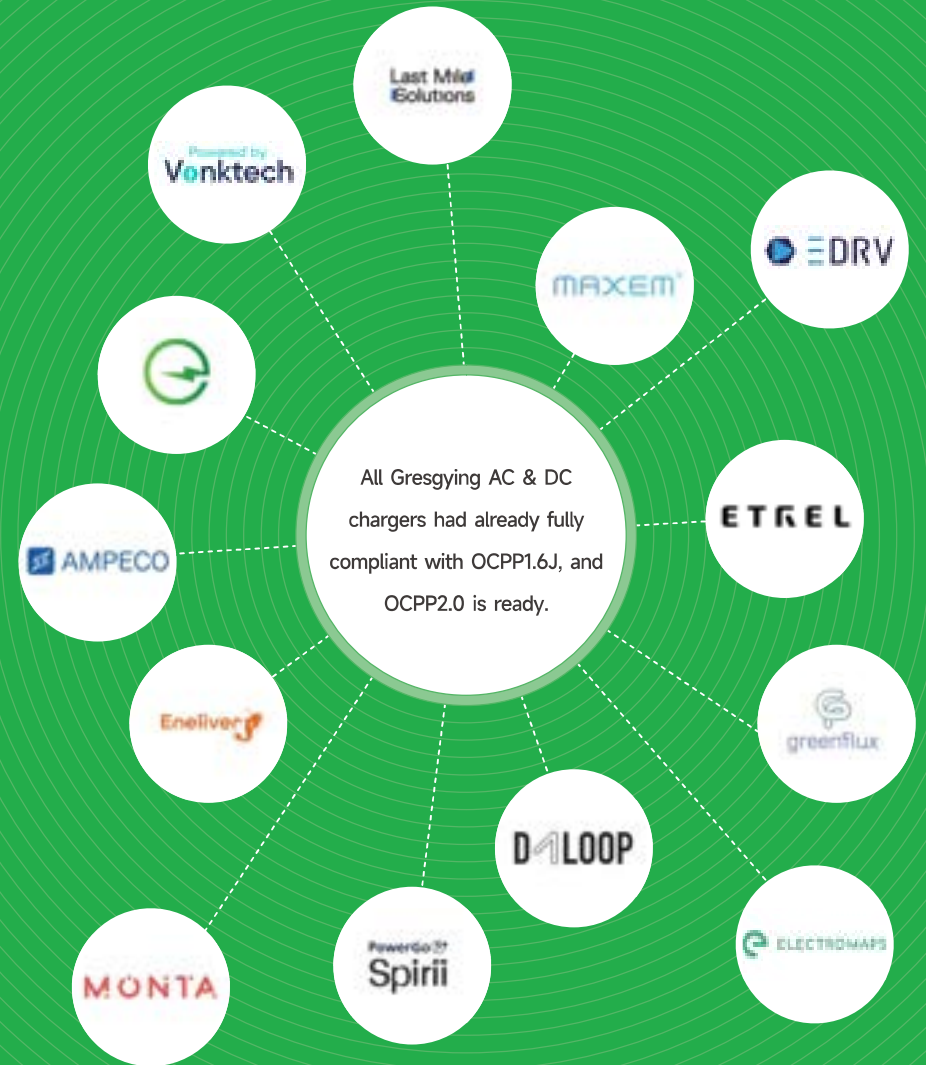 Last Mile
Solutions
Powered by
Vonktech
EDRV
MAXEM
All Gresgying AC & DC
chargers had already fully
compliant with OCPP1.6J, and
OCPP2.0 is ready.
ETREL
AMPECO
Eneliver
greenflux
DALOOP
ELECTROMAPS
PowerGo
Spirii
MONTA